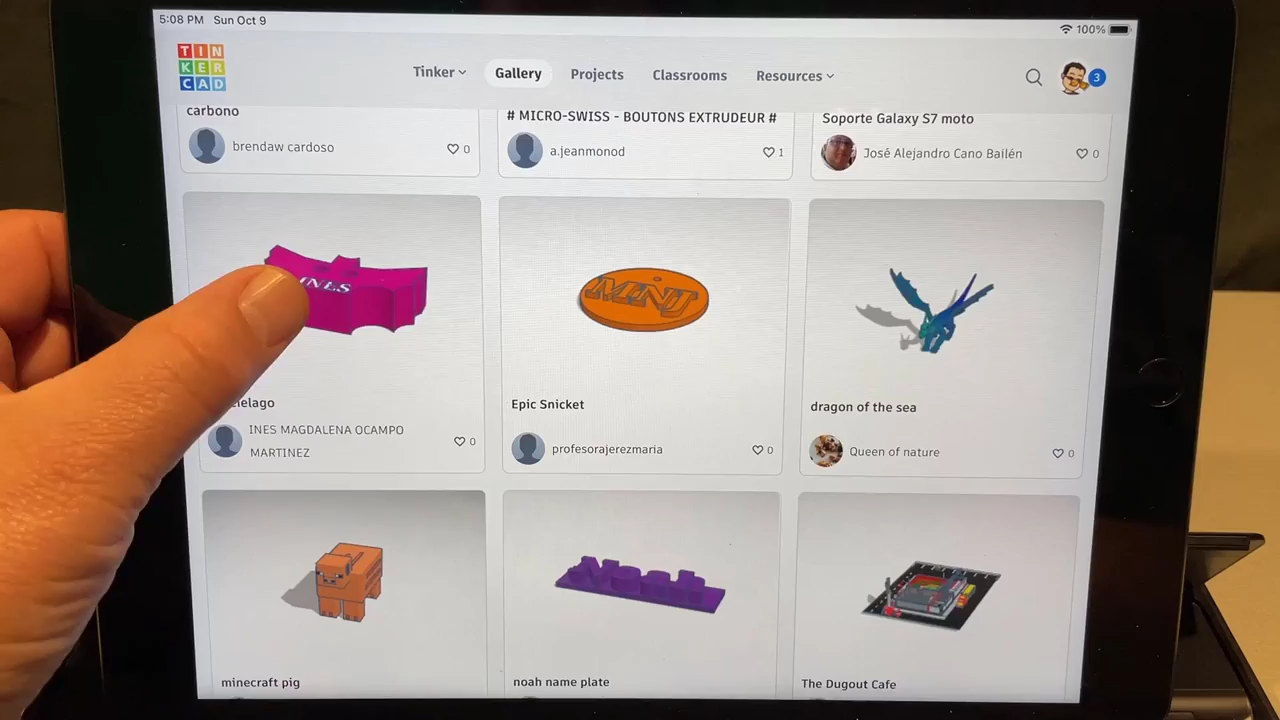 5:08 PM Sun Oct 9
100%
TIN
KER
CAD
Tinker
Gallery
Projects
Classrooms
Resources
3
carbono
brendaw cardoso
0
# MICRO-SWISS - BOUTONS EXTRUDEUR #
a.jeanmonod
1
Soporte Galaxy S7 moto
José Alejandro Cano Bailén
0
INES
INES MAGDALENA OCAMPO
MARTINEZ
0
Epic Snicket
profesorajerezmaria
0
dragon of the sea
Queen of nature
0
Noah
minecraft pig
noah name plate
The Dugout Cafe